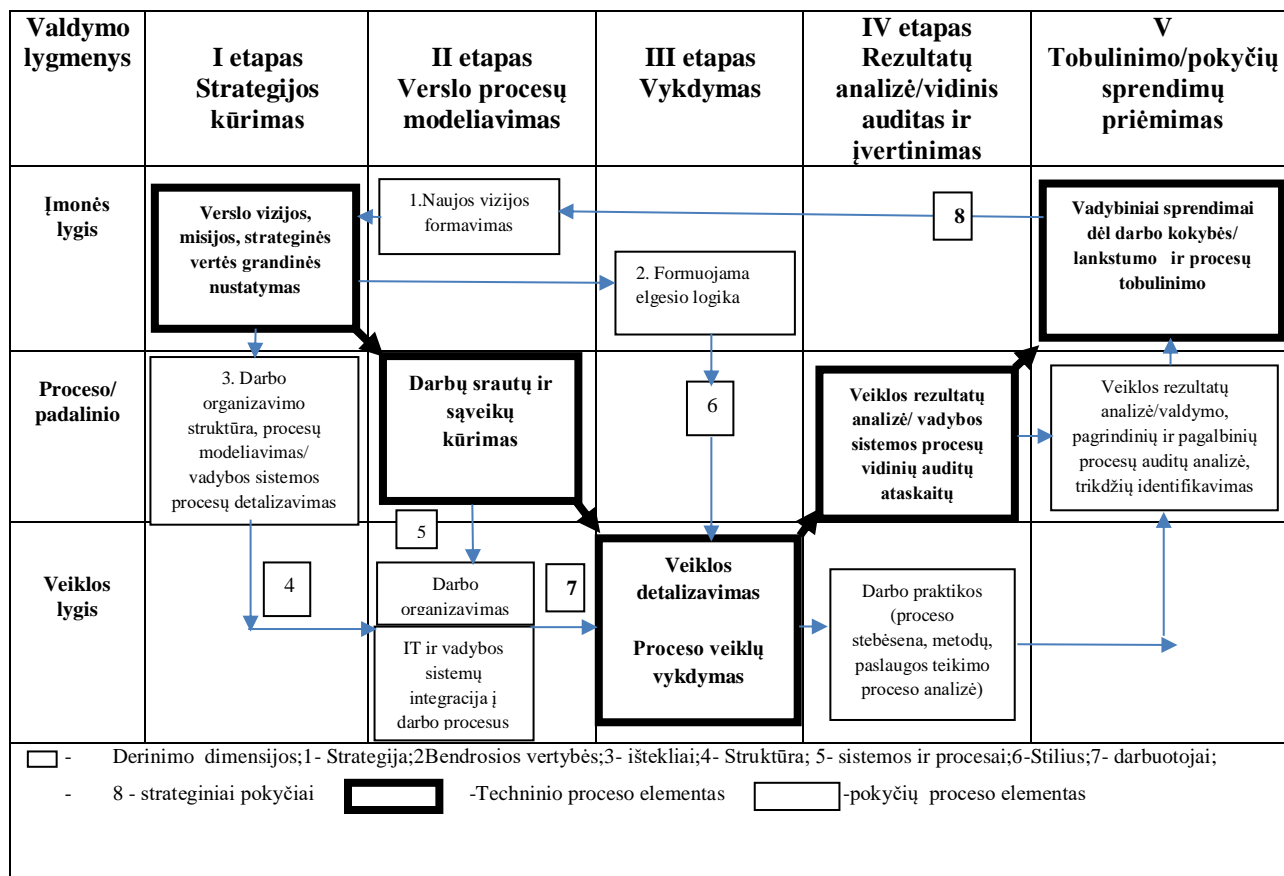 Valdymo
lygmenys
I etapas
Strategijos
kūrimas
II etapas
Verslo procesų
modeliavimas
III etapas
Vykdymas
IV etapas
Rezultatų
analizė/vidinis
auditas ir
įvertinimas
V
Tobulinimo/pokyčių
sprendimų
priėmimas
Įmonės
lygis
Verslo vizijos,
misijos, strateginės
vertės grandinės
nustatymas
1.Naujos vizijos
formavimas
2. Formuojama
elgesio logika
8
Vadybiniai sprendimai
dėl darbo kokybės/
lankstumo ir procesų
tobulinimo
Proceso/
padalinio
3. Darbo
organizavimo
struktūra, procesų
modeliavimas/
vadybos sistemos
procesų detalizavimas
Darbų srautų ir
sąveikų
kūrimas
6
Veiklos rezultatų
analizė/ vadybos
sistemos procesų
vidinių auditų
ataskaitų
Veiklos rezultatų
analizė/valdymo,
pagrindinių ir pagalbinių
procesų auditų analizė,
trikdžių identifikavimas
Veiklos
lygis
4
5
Darbo
organizavimas
IT ir vadybos
sistemų
integracija į
darbo procesus
7
Veiklos
detalizavimas
Proceso veiklų
vykdymas
Darbo praktikos
(proceso
stebėsena, metodų,
paslaugos teikimo
proceso analizė)
- Derinimo dimensijos;1- Strategija;2Bendrosios vertybės;3- ištekliai;4- Struktūra; 5- sistemos ir procesai;6-Stilius;7- darbuotojai;
- 8 - strateginiai pokyčiai -Techninio proceso elementas -pokyčių proceso elementas